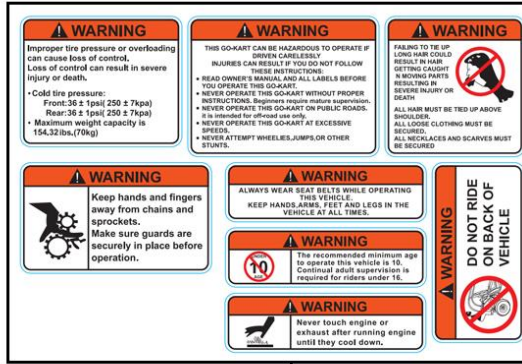 WARNING
Improper tire pressure or overloading
can cause loss of control.
Loss of control can result in severe
injury or death.
• Cold tire pressure:
Front:36 ± 1psi( 250 ± 7kpa)
Rear:36 ± 1psi( 250 ± 7kpa)
• Maximum weight capacity is
154.32ibs.(70kg)
WARNING
THIS GO-KART CAN BE HAZARDOUS TO OPERATE IF
DRIVEN CARELESSLY
INJURIES CAN RESULT IF YOU DO NOT FOLLOW
THESE INSTRUCTIONS:
• READ OWNER'S MANUAL AND ALL LABELS BEFORE
YOU OPERATE THIS GO-KART.
• NEVER OPERATE THIS GO-KART WITHOUT PROPER
INSTRUCTIONS. Beginners require mature supervision.
• NEVER OPERATE THIS GO-KART ON PUBLIC ROADS.
it is intended for off-road use only.
• NEVER OPERATE THIS GO-KART AT EXCESSIVE
SPEEDS.
• NEVER ATTEMPT WHEELIES,JUMPS,OR OTHER
STUNTS.
WARNING
FAILING TO TIE UP
LONG HAIR COULD
RESULT IN HAIR
GETTING CAUGHT
N MOVING PARTS
RESULTING IN
SEVERE INJURY OR
DEATH
ALL HAIR MUST BE TIED UP ABOVE
SHOULDER.
ALL LOOSE CLOTHING MUST BE
SECURED.
ALL NECKLACES AND SCARVES MUST
BE SECURED
WARNING
Keep hands and fingers
away from chains and
sprockets.
Make sure guards are
securely in place before
operation.
WARNING
ALWAYS WEAR SEAT BELTS WHILE OPERATING
THIS VEHICLE.
KEEP HANDS,ARMS, FEET AND LEGS IN THE
VEHICLE AT ALL TIMES.
WARNING
10
The recommended minimum age
to operate this vehicle is 10.
Continual adult supervision is
required for riders under 16.
WARNING
Never touch engine or
exhaust after running engine
until they cool down.
WARNING
DO NOT RIDE
ON BACK OF
VEHICLE